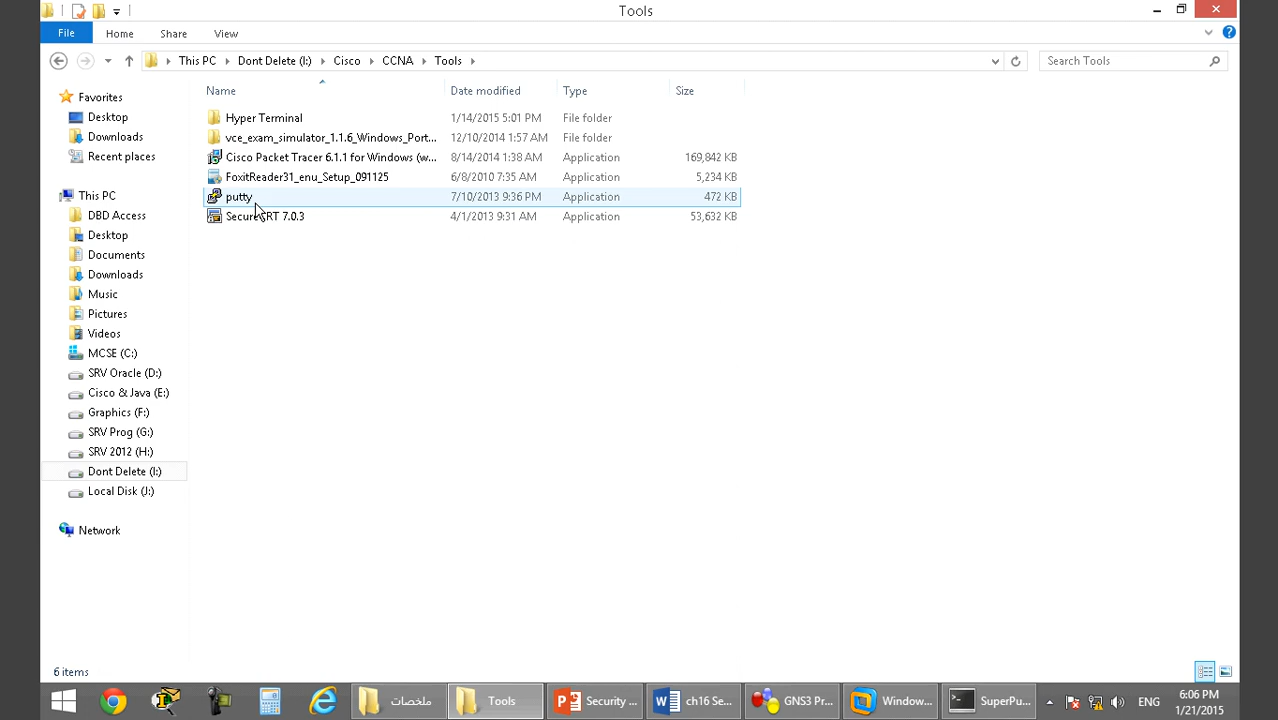 Tools
File Home Share View
This PC Dont Delete (I:) Cisco CCNA Tools Search Tools
Name Date modified Type Size
Favorites
Desktop
Downloads
Recent places
This PC
DBD Access
Desktop
Documents
Downloads
Music
Pictures
Videos
MCSE (C:)
SRV Oracle (D:)
Cisco & Java (E:)
Graphics (F:)
SRV Prog (G:)
SRV 2012 (H:)
Dont Delete (I:)
Local Disk (J:)
Network
Hyper Terminal 1/14/2015 5:01 PM File folder
vce_exam_simulator_1.1.6_Windows_Port... 12/10/2014 1:57 AM File folder
Cisco Packet Tracer 6.1.1 for Windows (w... 8/14/2014 1:38 AM Application 169,842 KB
FoxitReader31_enu_Setup_091125 6/8/2010 7:35 AM Application 5,234 KB
putty 7/10/2013 9:36 PM Application 472 KB
SecureCRT 7.0.3 4/1/2013 9:31 AM Application 53,632 KB
6 items
ملخصات Tools Security ... ch16 Se... GNS3 Pr... Window... SuperPu... ENG 6:06 PM
1/21/2015